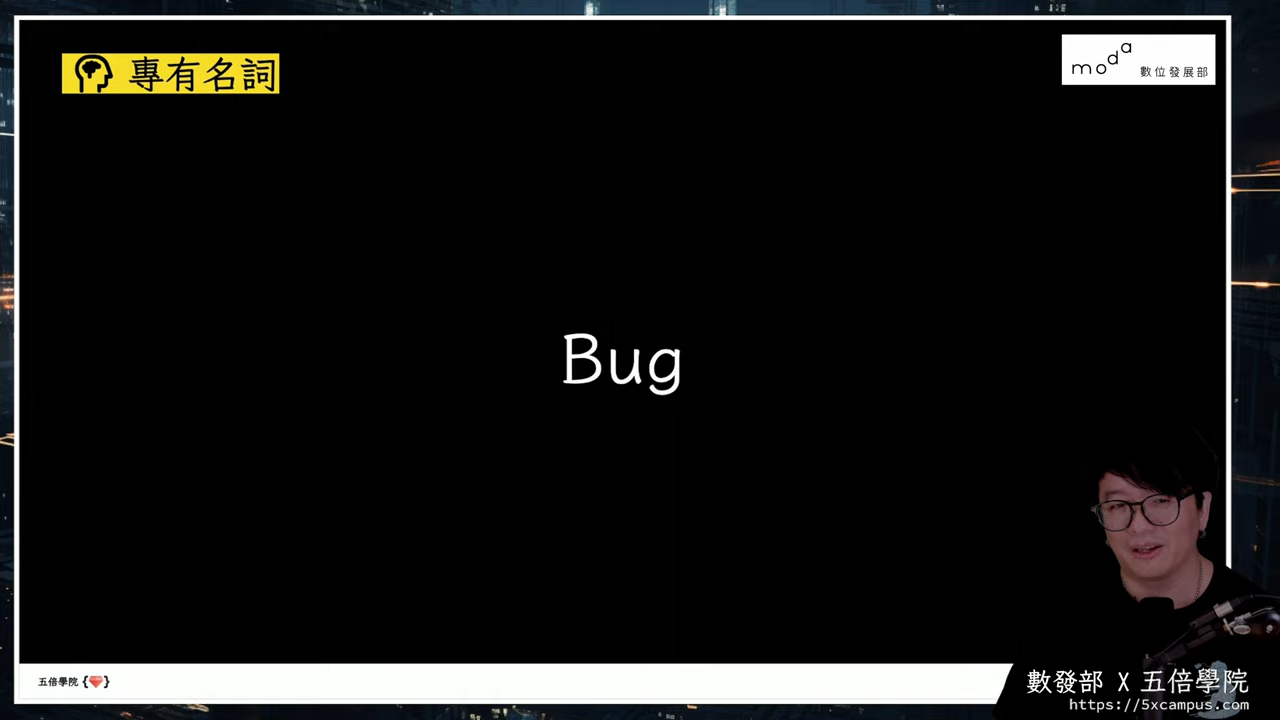 專有名詞
moda 數位發展部
Bug
五倍學院 {❤}
數發部 X 五倍學院
https://5xcampus.com